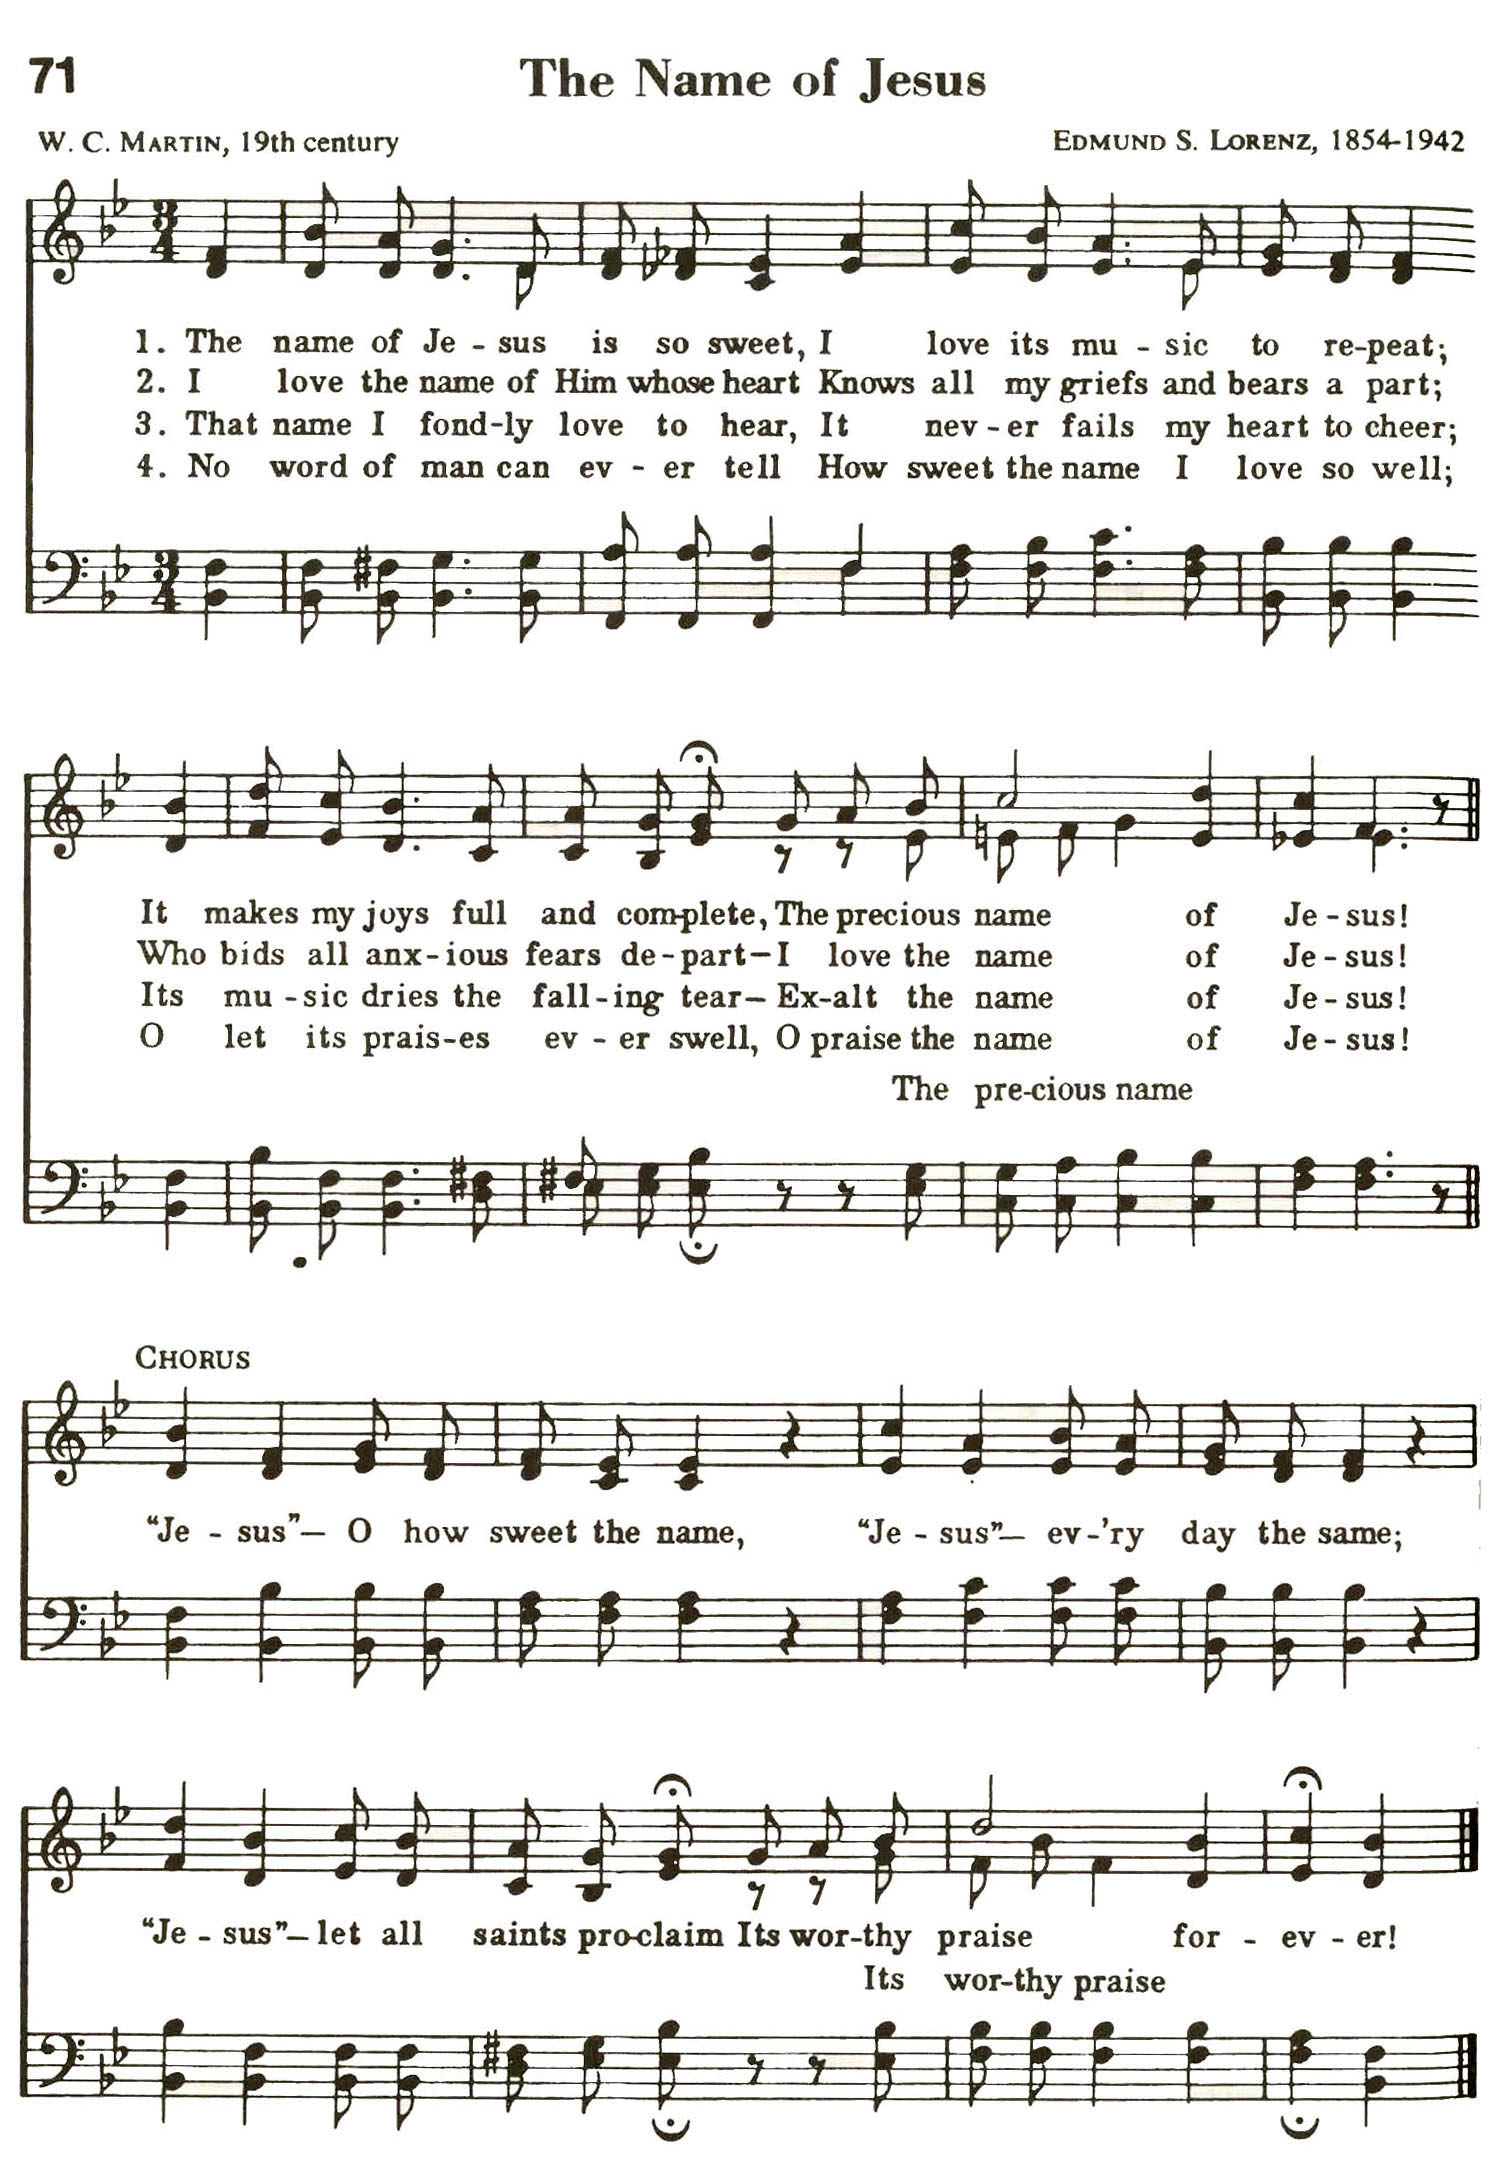 71 The Name of Jesus
W. C. MARTIN, 19th century EDMUND S. LORENZ, 1854-1942
1. The name of Je - sus is so sweet, I love its mu - sic to re-peat;
2. I love the name of Him whose heart Knows all my griefs and bears a part;
3. That name I fond-ly love to hear, It nev - er fails my heart to cheer;
4. No word of man can ev - er tell How sweet the name I love so well;
It makes my joys full and com-plete, The precious name of Je - sus!
Who bids all anx - ious fears de - part— I love the name of Je - sus!
Its mu - sic dries the fall - ing tear— Ex-alt the name of Je - sus!
O let its prais-es ev - er swell, O praise the name of Je - sus!
The pre-cious name
CHORUS
“Je - sus”— O how sweet the name, “Je - sus”— ev-’ry day the same;
“Je - sus”— let all saints pro-claim Its wor-thy praise for - ev - er!
Its wor-thy praise